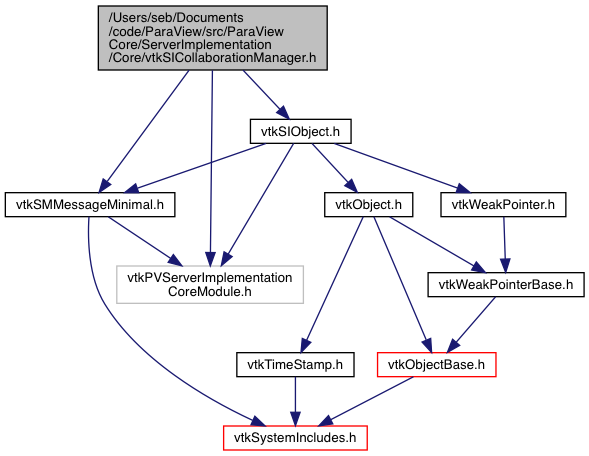 /Users/seb/Documents
/code/ParaView/src/ParaView
Core/ServerImplementation
/Core/vtkSICollaborationManager.h
vtkSIObject.h
vtkSMMessageMinimal.h
vtkObject.h
vtkWeakPointer.h
vtkPVServerImplementation
CoreModule.h
vtkWeakPointerBase.h
vtkTimeStamp.h
vtkObjectBase.h
vtkSystemIncludes.h